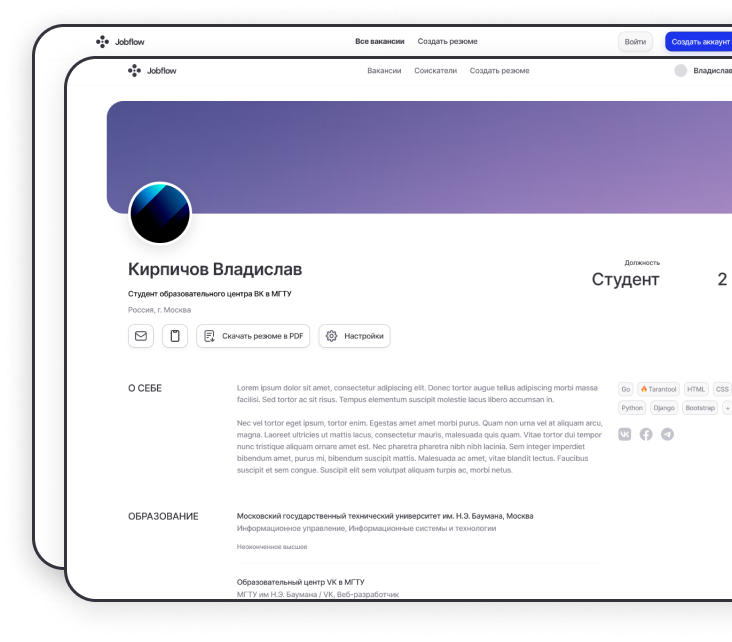 Jobflow
Все вакансии Создать резюме
Войти
Создать аккаунт
Jobflow
Вакансии Соискатели Создать резюме
Владислав
Кирпичов Владислав
Должность
Студент 2
Студент образовательного центра ВК в МГТУ
Россия, г. Москва
Скачать резюме в PDF
Настройки
О СЕБЕ
Lorem ipsum dolor sit amet, consectetur adipiscing elit. Donec tortor augue tellus adipiscing morbi massa
facilisi. Sed tortor ac sit risus. Tempus elementum suscipit molestie lacus libero accumsan in.
Nec vel tortor eget ipsum, tortor enim. Egestas amet amet morbi purus. Quam non urna vel at aliquam arcu,
magna. Laoreet ultricies ut mattis lacus, consectetur mauris, malesuada quis quam. Vitae tortor dui tempor
nunc tristique aliquam ornare amet est. Nec pharetra pharetra nibh nibh lacinia. Sem integer imperdiet
bibendum amet, purus mi, bibendum suscipit mattis. Malesuada ac amet, vitae blandit lectus. Faucibus
suscipit et sem congue. Suscipit elit sem volutpat aliquam turpis ac, morbi netus.
Go Tarantool HTML CSS
Python Django Bootstrap +
ОБРАЗОВАНИЕ
Московский государственный технический университет им. Н.Э. Баумана, Москва
Информационное управление, Информационные системы и технологии
Неоконченное высшее
Образовательный центр VK в МГТУ
МГТУ им Н.Э. Баумана / VK, Веб-разработчик